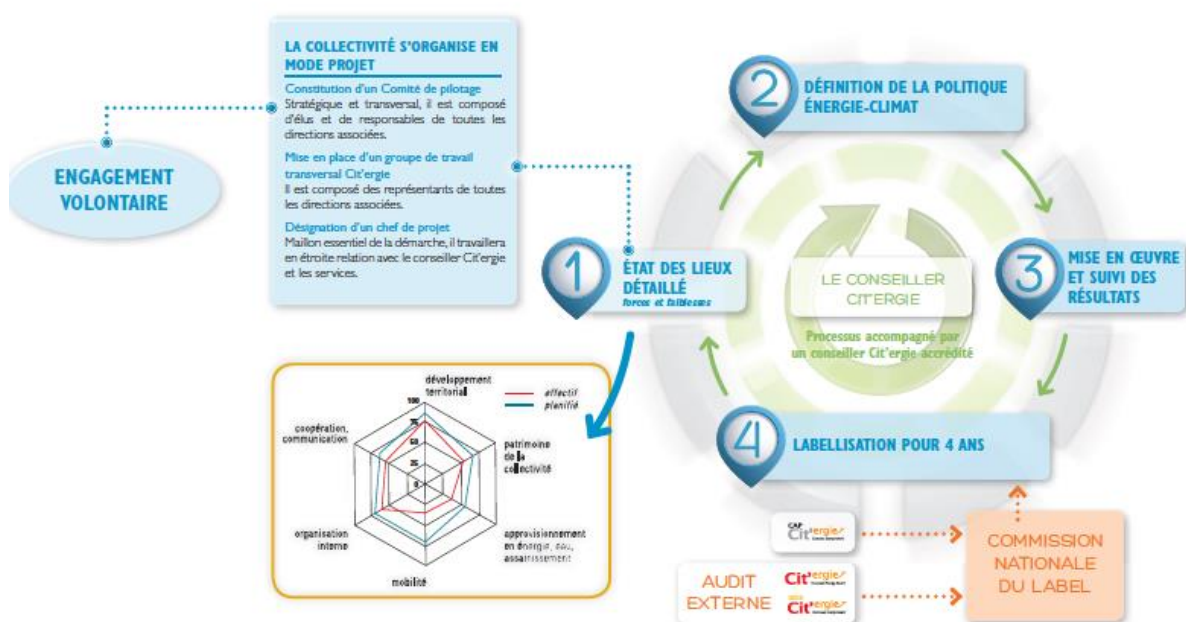 ENGAGEMENT
VOLONTAIRE
LA COLLECTIVITÉ S'ORGANISE EN
MODE PROJET
Constitution d'un Comité de pilotage
Stratégique et transversal, il est composé
d'élus et de responsables de toutes les
directions associées.
Mise en place d'un groupe de travail
transversal Cit'ergie
Il est composé des représentants de toutes
les directions associées.
Désignation d'un chef de projet
Maillon essentiel de la démarche, il travaillera
en étroite relation avec le conseiller Cit'ergie
et les services.
1
ÉTAT DES LIEUX
DÉTAILLÉ
forces et faiblesses
2
DÉFINITION DE LA POLITIQUE
ÉNERGIE-CLIMAT
3
MISE EN ŒUVRE
ET SUIVI DES
RÉSULTATS
4
LABELLISATION POUR 4 ANS
LE CONSEILLER
CIT'ERGIE
Processus accompagné par
un conseiller Cit'ergie accrédité
développement
territorial
effectif
planifié
100
75
50
25
0
coopération,
communication
patrimoine
de la
collectivité
organisation
interne
approvisionnement
en énergie, eau,
assainissement
mobilité
CAP
Cit'ergie
AUDIT
EXTERNE
Cit'ergie
Cit'ergie
COMMISSION
NATIONALE
DU LABEL